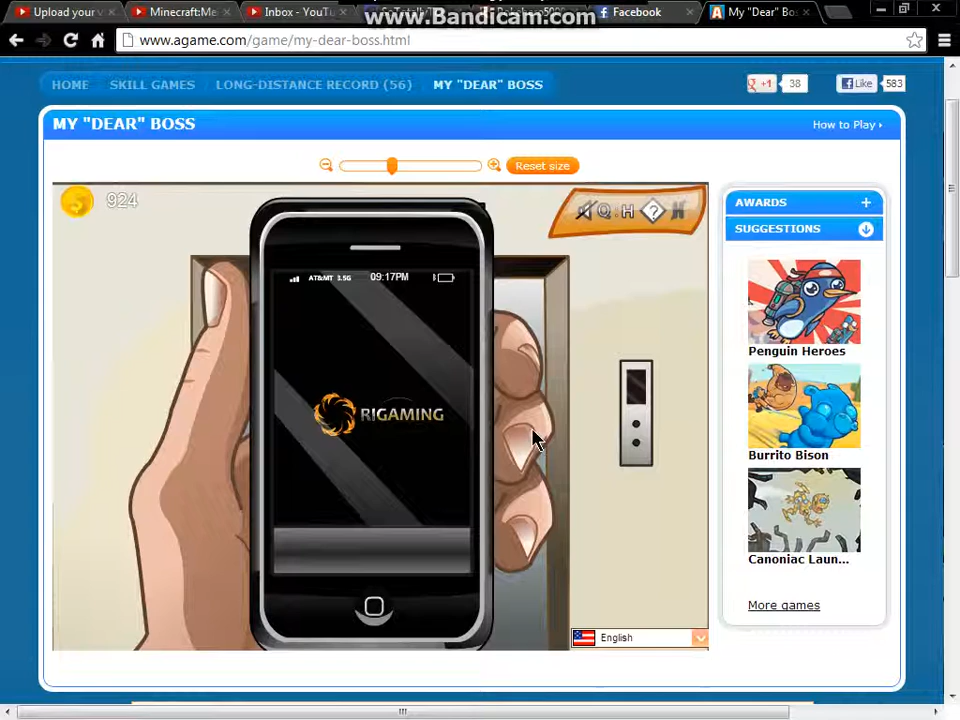 Upload your v
Minecraft:Me
Inbox - YouTu
Facebook
My "Dear" Bos
www.Bandicam.com
www.agame.com/game/my-dear-boss.html
HOME
SKILL GAMES
LONG-DISTANCE RECORD (56)
MY "DEAR" BOSS
+1
38
Like
583
MY "DEAR" BOSS
How to Play
Reset size
924
Q : H ?
AT&MT 3.5G
09:17PM
RIGAMING
English
AWARDS
SUGGESTIONS
Penguin Heroes
Burrito Bison
Canoniac Laun...
More games